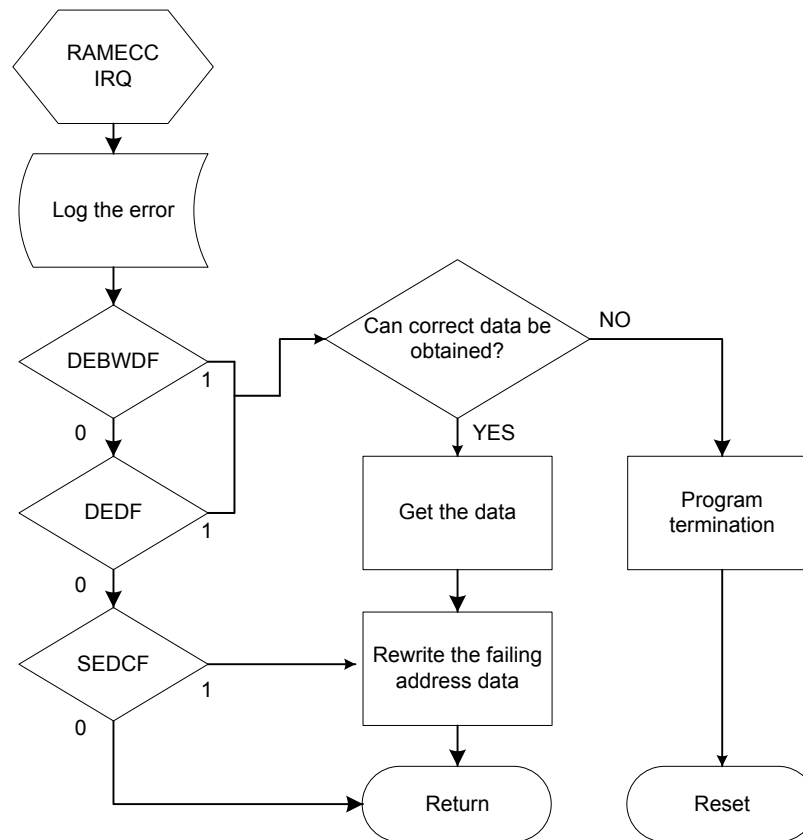 RAMECC
IRQ
Log the error
DEBWDF
1
0
DEDF
1
0
SEDCF
1
0
Can correct data be
obtained?
NO
YES
Get the data
Program
termination
Rewrite the failing
address data
Return
Reset